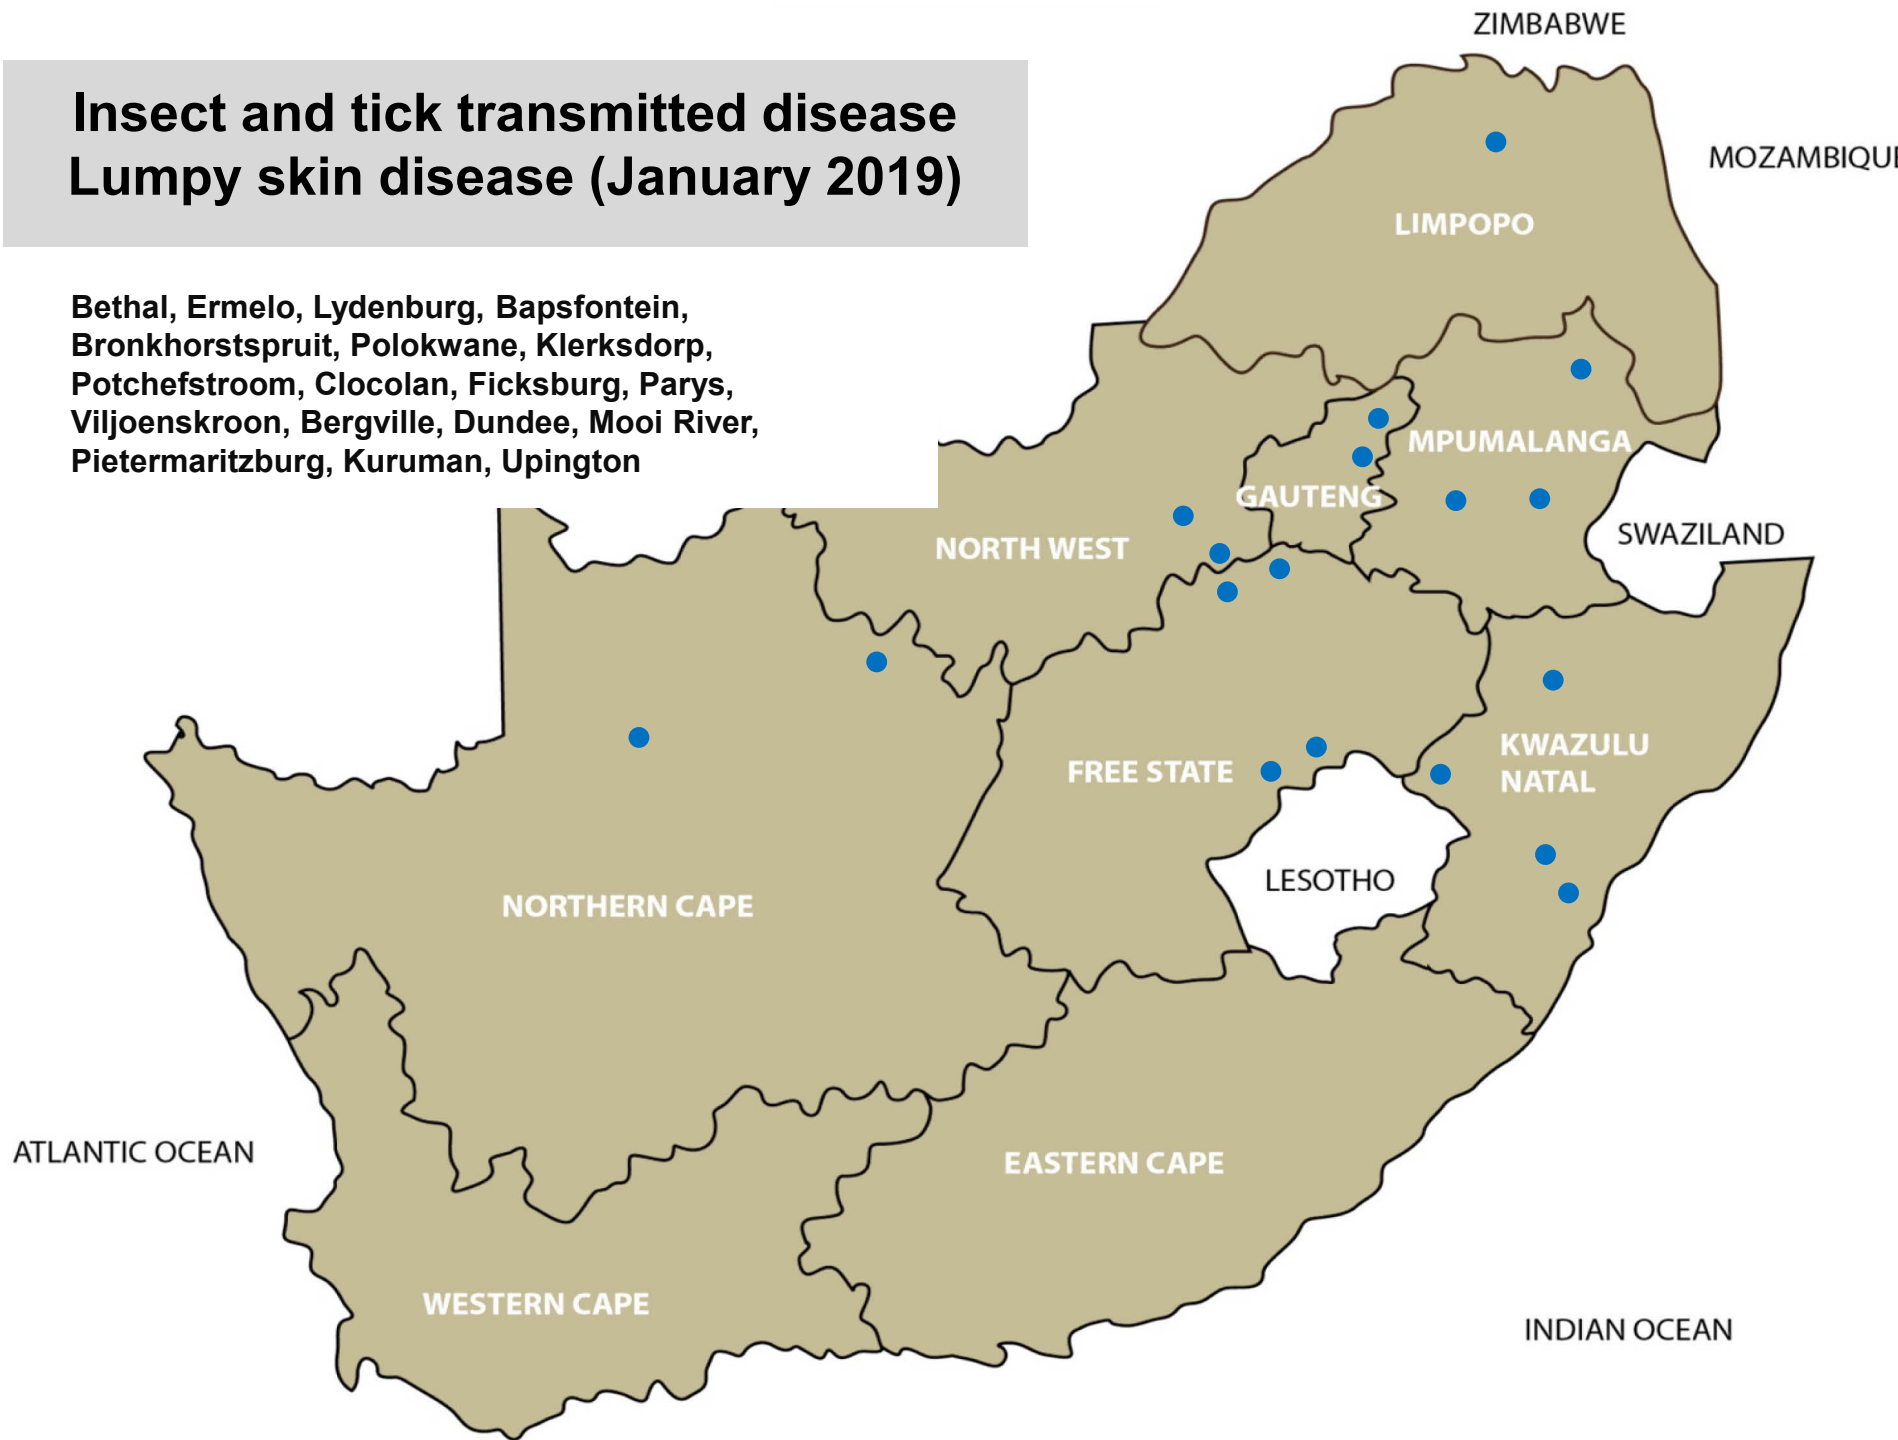 ZIMBABWE
Insect and tick transmitted disease
Lumpy skin disease (January 2019)
MOZAMBIQUE
LIMPOPO
Bethal, Ermelo, Lydenburg, Bapsfontein,
Bronkhorstspruit, Polokwane, Klerksdorp,
Potchefstroom, Clocolan, Ficksburg, Parys,
Viljoenskroon, Bergville, Dundee, Mooi River,
Pietermaritzburg, Kuruman, Upington
MPUMALANGA
GAUTENG
SWAZILAND
NORTH WEST
KWAZULU
NATAL
FREE STATE
LESOTHO
NORTHERN CAPE
ATLANTIC OCEAN
EASTERN CAPE
WESTERN CAPE
INDIAN OCEAN